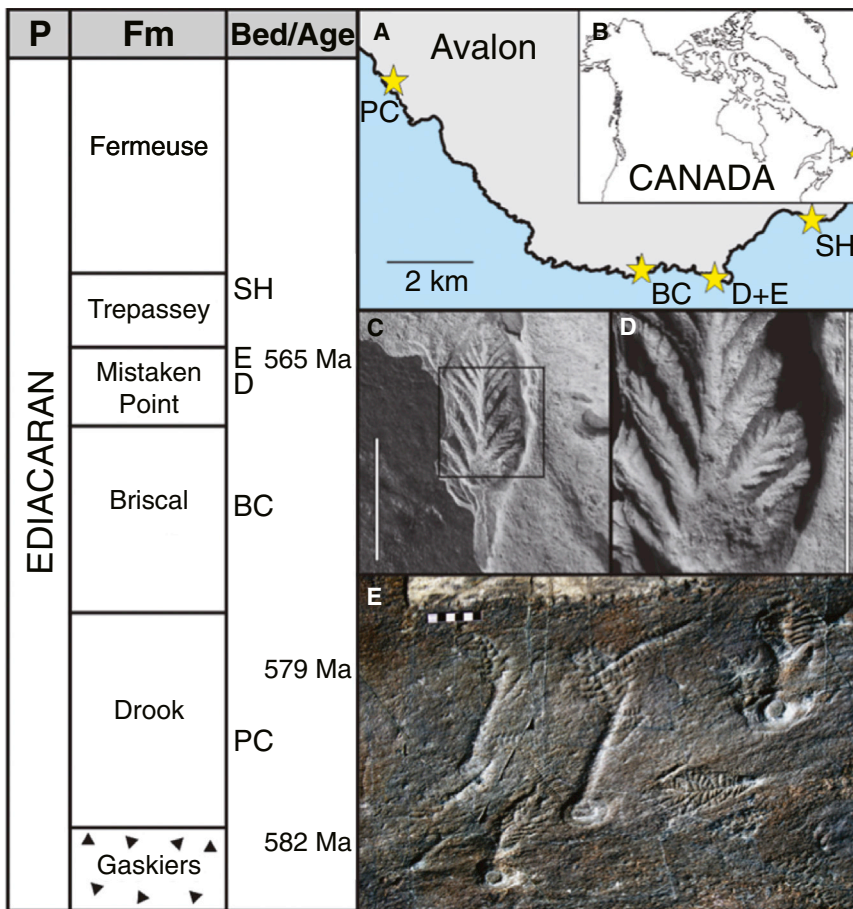 P Fm Bed/Age
EDIACARAN
Fermeuse
SH
Trepassey
E 565 Ma
D
Mistaken
Point
Briscal
BC
579 Ma
Drook
PC
582 Ma
Gaskiers
A
Avalon
PC
2 km
BC
D+E
SH
B
CANADA
C
D
E